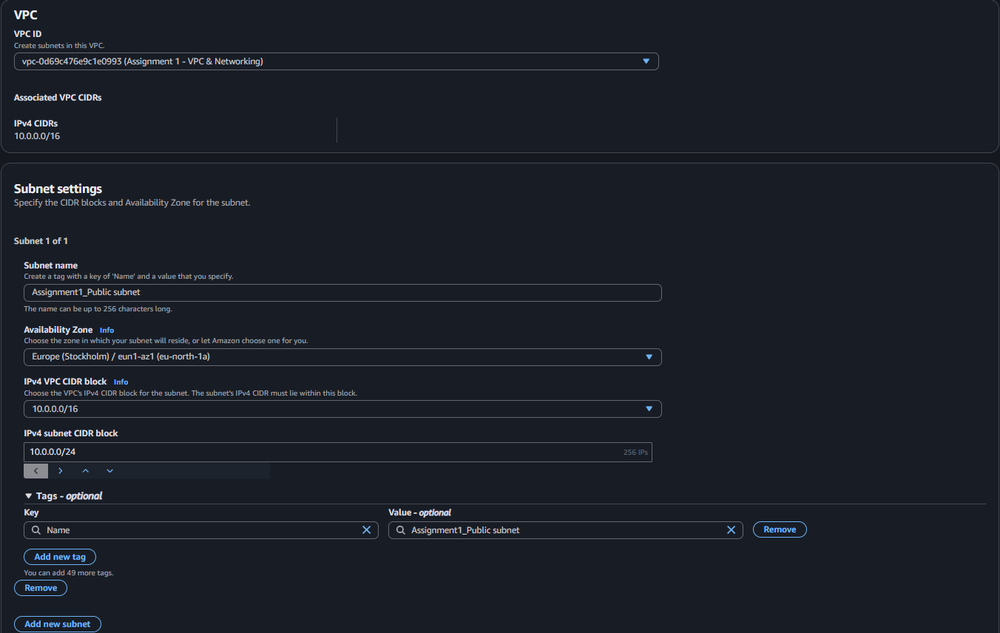 VPC
VPC ID
Create subnets in this VPC.
vpc-0d69c476e9c1e0993 (Assignment 1 - VPC & Networking)
Associated VPC CIDRs
IPv4 CIDRs
10.0.0.0/16
Subnet settings
Specify the CIDR blocks and Availability Zone for the subnet.
Subnet 1 of 1
Subnet name
Create a tag with a key of 'Name' and a value that you specify.
Assignment1_Public subnet
The name can be up to 256 characters long.
Availability Zone Info
Choose the zone in which your subnet will reside, or let Amazon choose one for you.
Europe (Stockholm) / eun1-az1 (eu-north-1a)
IPv4 VPC CIDR block Info
Choose the VPC's IPv4 CIDR block for the subnet. The subnet's IPv4 CIDR must lie within this block.
10.0.0.0/16
IPv4 subnet CIDR block
10.0.0.0/24 256 IPs
Tags - optional
Key Value - optional
Name Assignment1_Public subnet Remove
Add new tag
You can add 49 more tags.
Remove
Add new subnet